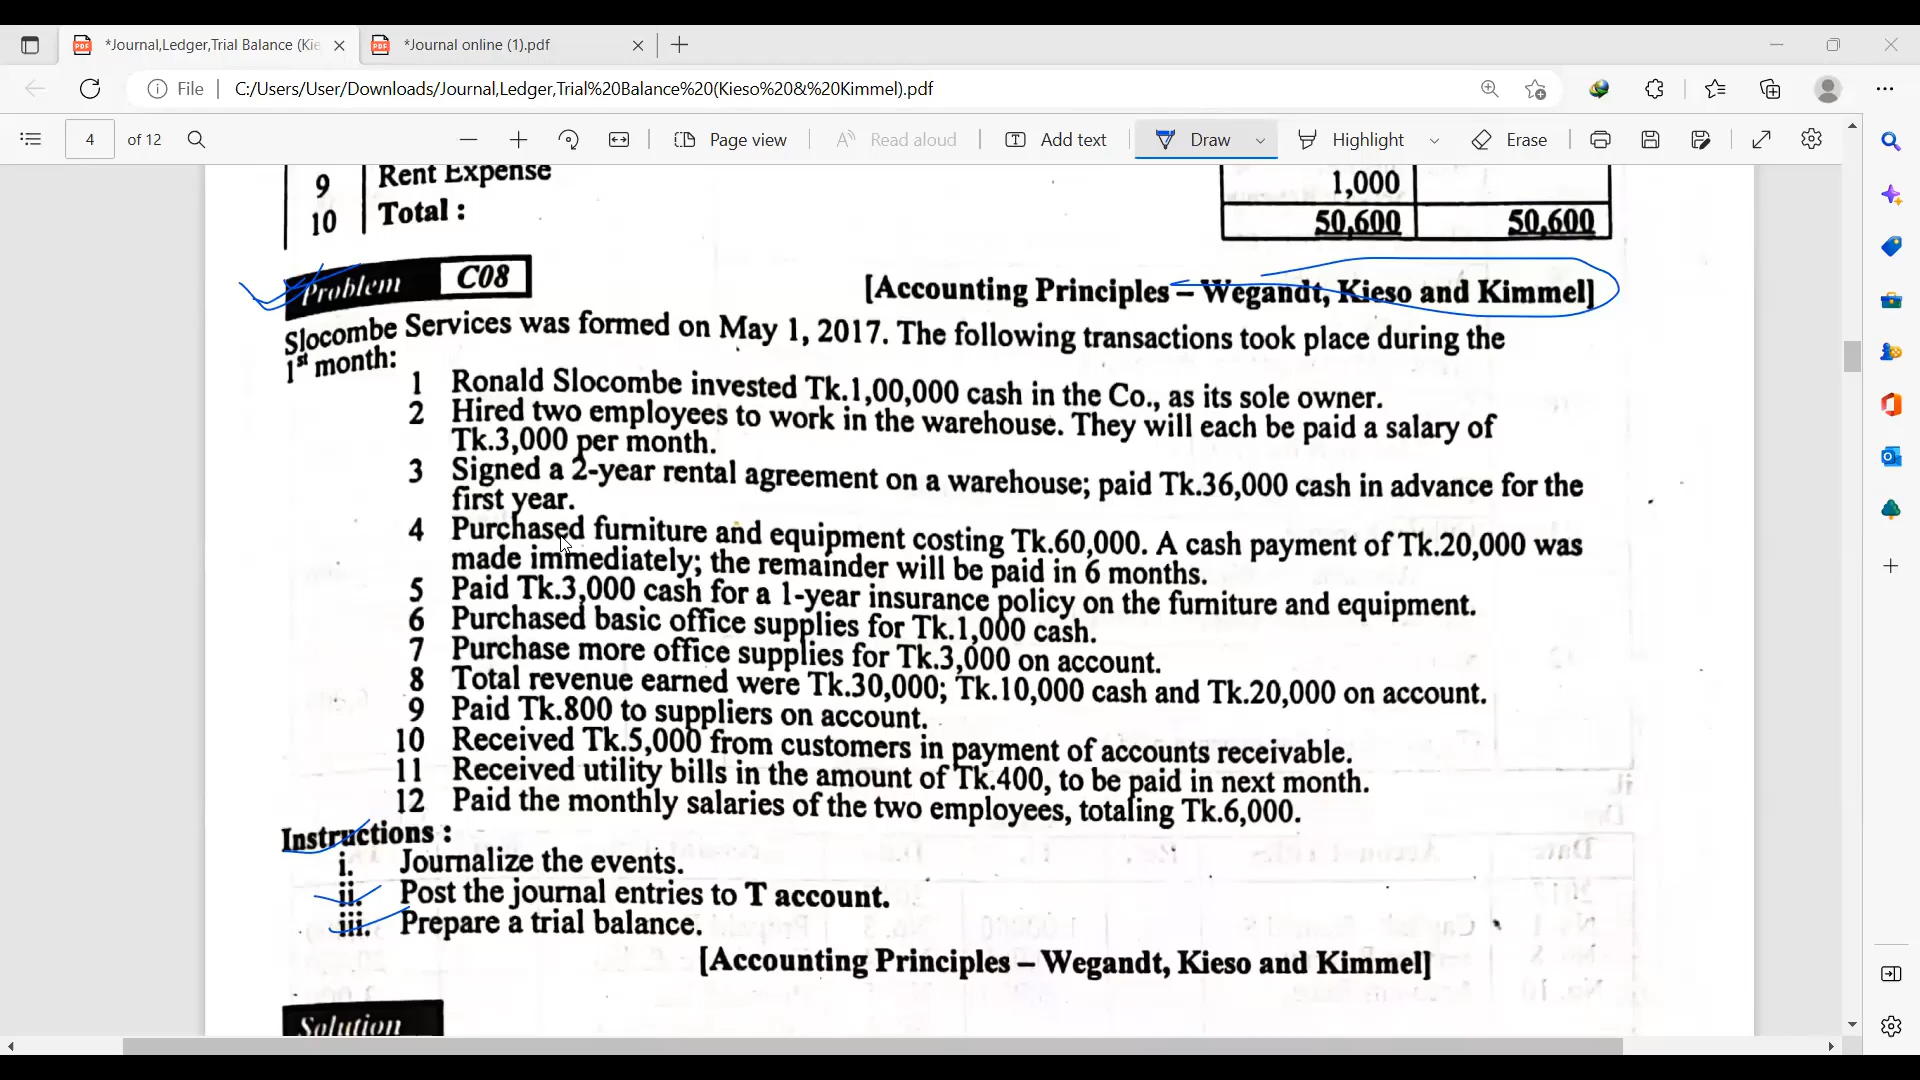 *Journal,Ledger,Trial Balance (Kie
*Journal online (1).pdf
File
C:/Users/User/Downloads/Journal,Ledger,Trial%20Balance%20(Kieso%20&%20Kimmel).pdf
4 of 12
Page view
Read aloud
Add text
Draw
Highlight
Erase
9 Rent Expense 1,000
10 Total : 50,600 50,600
Problem C08
[Accounting Principles – Wegandt, Kieso and Kimmel]
Slocombe Services was formed on May 1, 2017. The following transactions took place during the
1st month:
1 Ronald Slocombe invested Tk.1,00,000 cash in the Co., as its sole owner.
2 Hired two employees to work in the warehouse. They will each be paid a salary of
Tk.3,000 per month.
3 Signed a 2-year rental agreement on a warehouse; paid Tk.36,000 cash in advance for the
first year.
4 Purchased furniture and equipment costing Tk.60,000. A cash payment of Tk.20,000 was
made immediately; the remainder will be paid in 6 months.
5 Paid Tk.3,000 cash for a 1-year insurance policy on the furniture and equipment.
6 Purchased basic office supplies for Tk.1,000 cash.
7 Purchase more office supplies for Tk.3,000 on account.
8 Total revenue earned were Tk.30,000; Tk.10,000 cash and Tk.20,000 on account.
9 Paid Tk.800 to suppliers on account.
10 Received Tk.5,000 from customers in payment of accounts receivable.
11 Received utility bills in the amount of Tk.400, to be paid in next month.
12 Paid the monthly salaries of the two employees, totaling Tk.6,000.
Instructions :
i. Journalize the events.
ii. Post the journal entries to T account.
iii. Prepare a trial balance.
[Accounting Principles – Wegandt, Kieso and Kimmel]
Solution